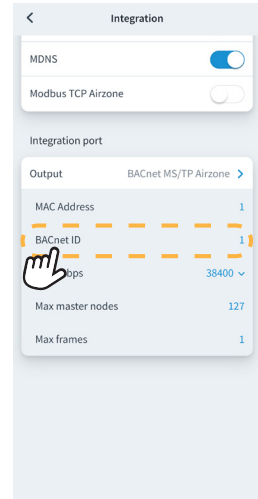 Integration
MDNS
Modbus TCP Airzone
Integration port
Output BACnet MS/TP Airzone
MAC Address 1
BACnet ID 1
bps 38400
Max master nodes 127
Max frames 1